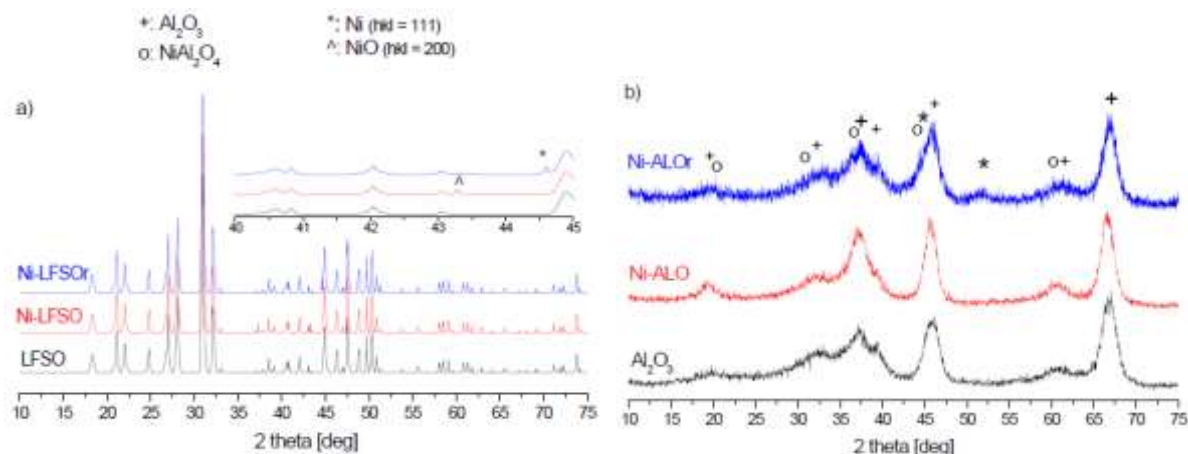 +: Al₂O₃
*: Ni (hkl = 111)
o: NiAl₂O₄
^: NiO (hkl = 200)
a)
*
^
40 41 42 43 44 45
Ni-LFSOr
Ni-LFSO
LFSO
10 15 20 25 30 35 40 45 50 55 60 65 70 75
2 theta [deg]
b)
Ni-ALOr
+ o o + o + + o * + * o + +
Ni-ALO
Al₂O₃
10 15 20 25 30 35 40 45 50 55 60 65 70 75
2 theta [deg]